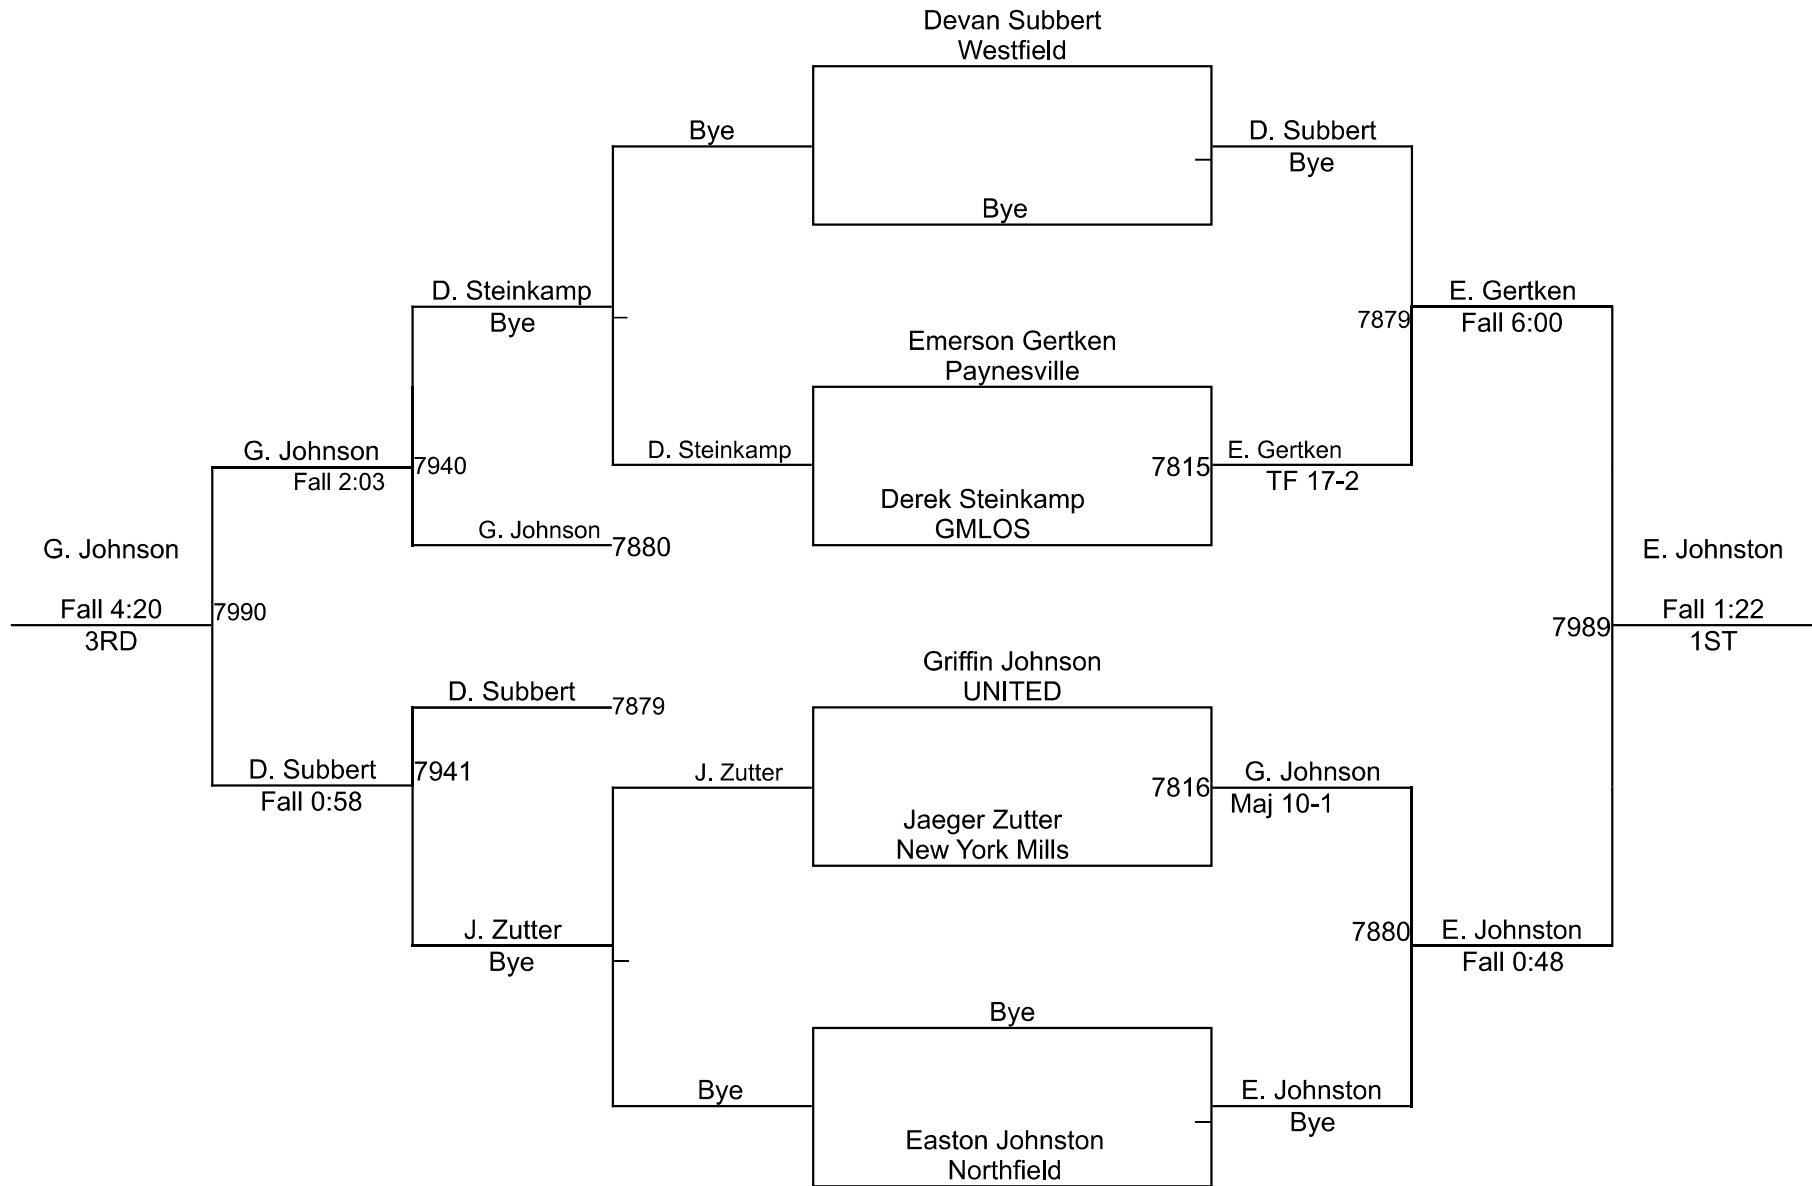 Devan Subbert
Westfield
Bye
D. Subbert
Bye
Bye
D. Steinkamp
Bye
E. Gertken
Fall 6:00
7879
Emerson Gertken
Paynesville
G. Johnson
Fall 2:03
7940
D. Steinkamp
7815
E. Gertken
TF 17-2
Derek Steinkamp
GMLOS
G. Johnson
7880
G. Johnson
Fall 4:20
3RD
7990
E. Johnston
Fall 1:22
1ST
7989
Griffin Johnson
UNITED
D. Subbert
7879
D. Subbert
Fall 0:58
7941
J. Zutter
7816
G. Johnson
Maj 10-1
Jaeger Zutter
New York Mills
J. Zutter
Bye
7880
E. Johnston
Fall 0:48
Bye
Bye
E. Johnston
Bye
Easton Johnston
Northfield